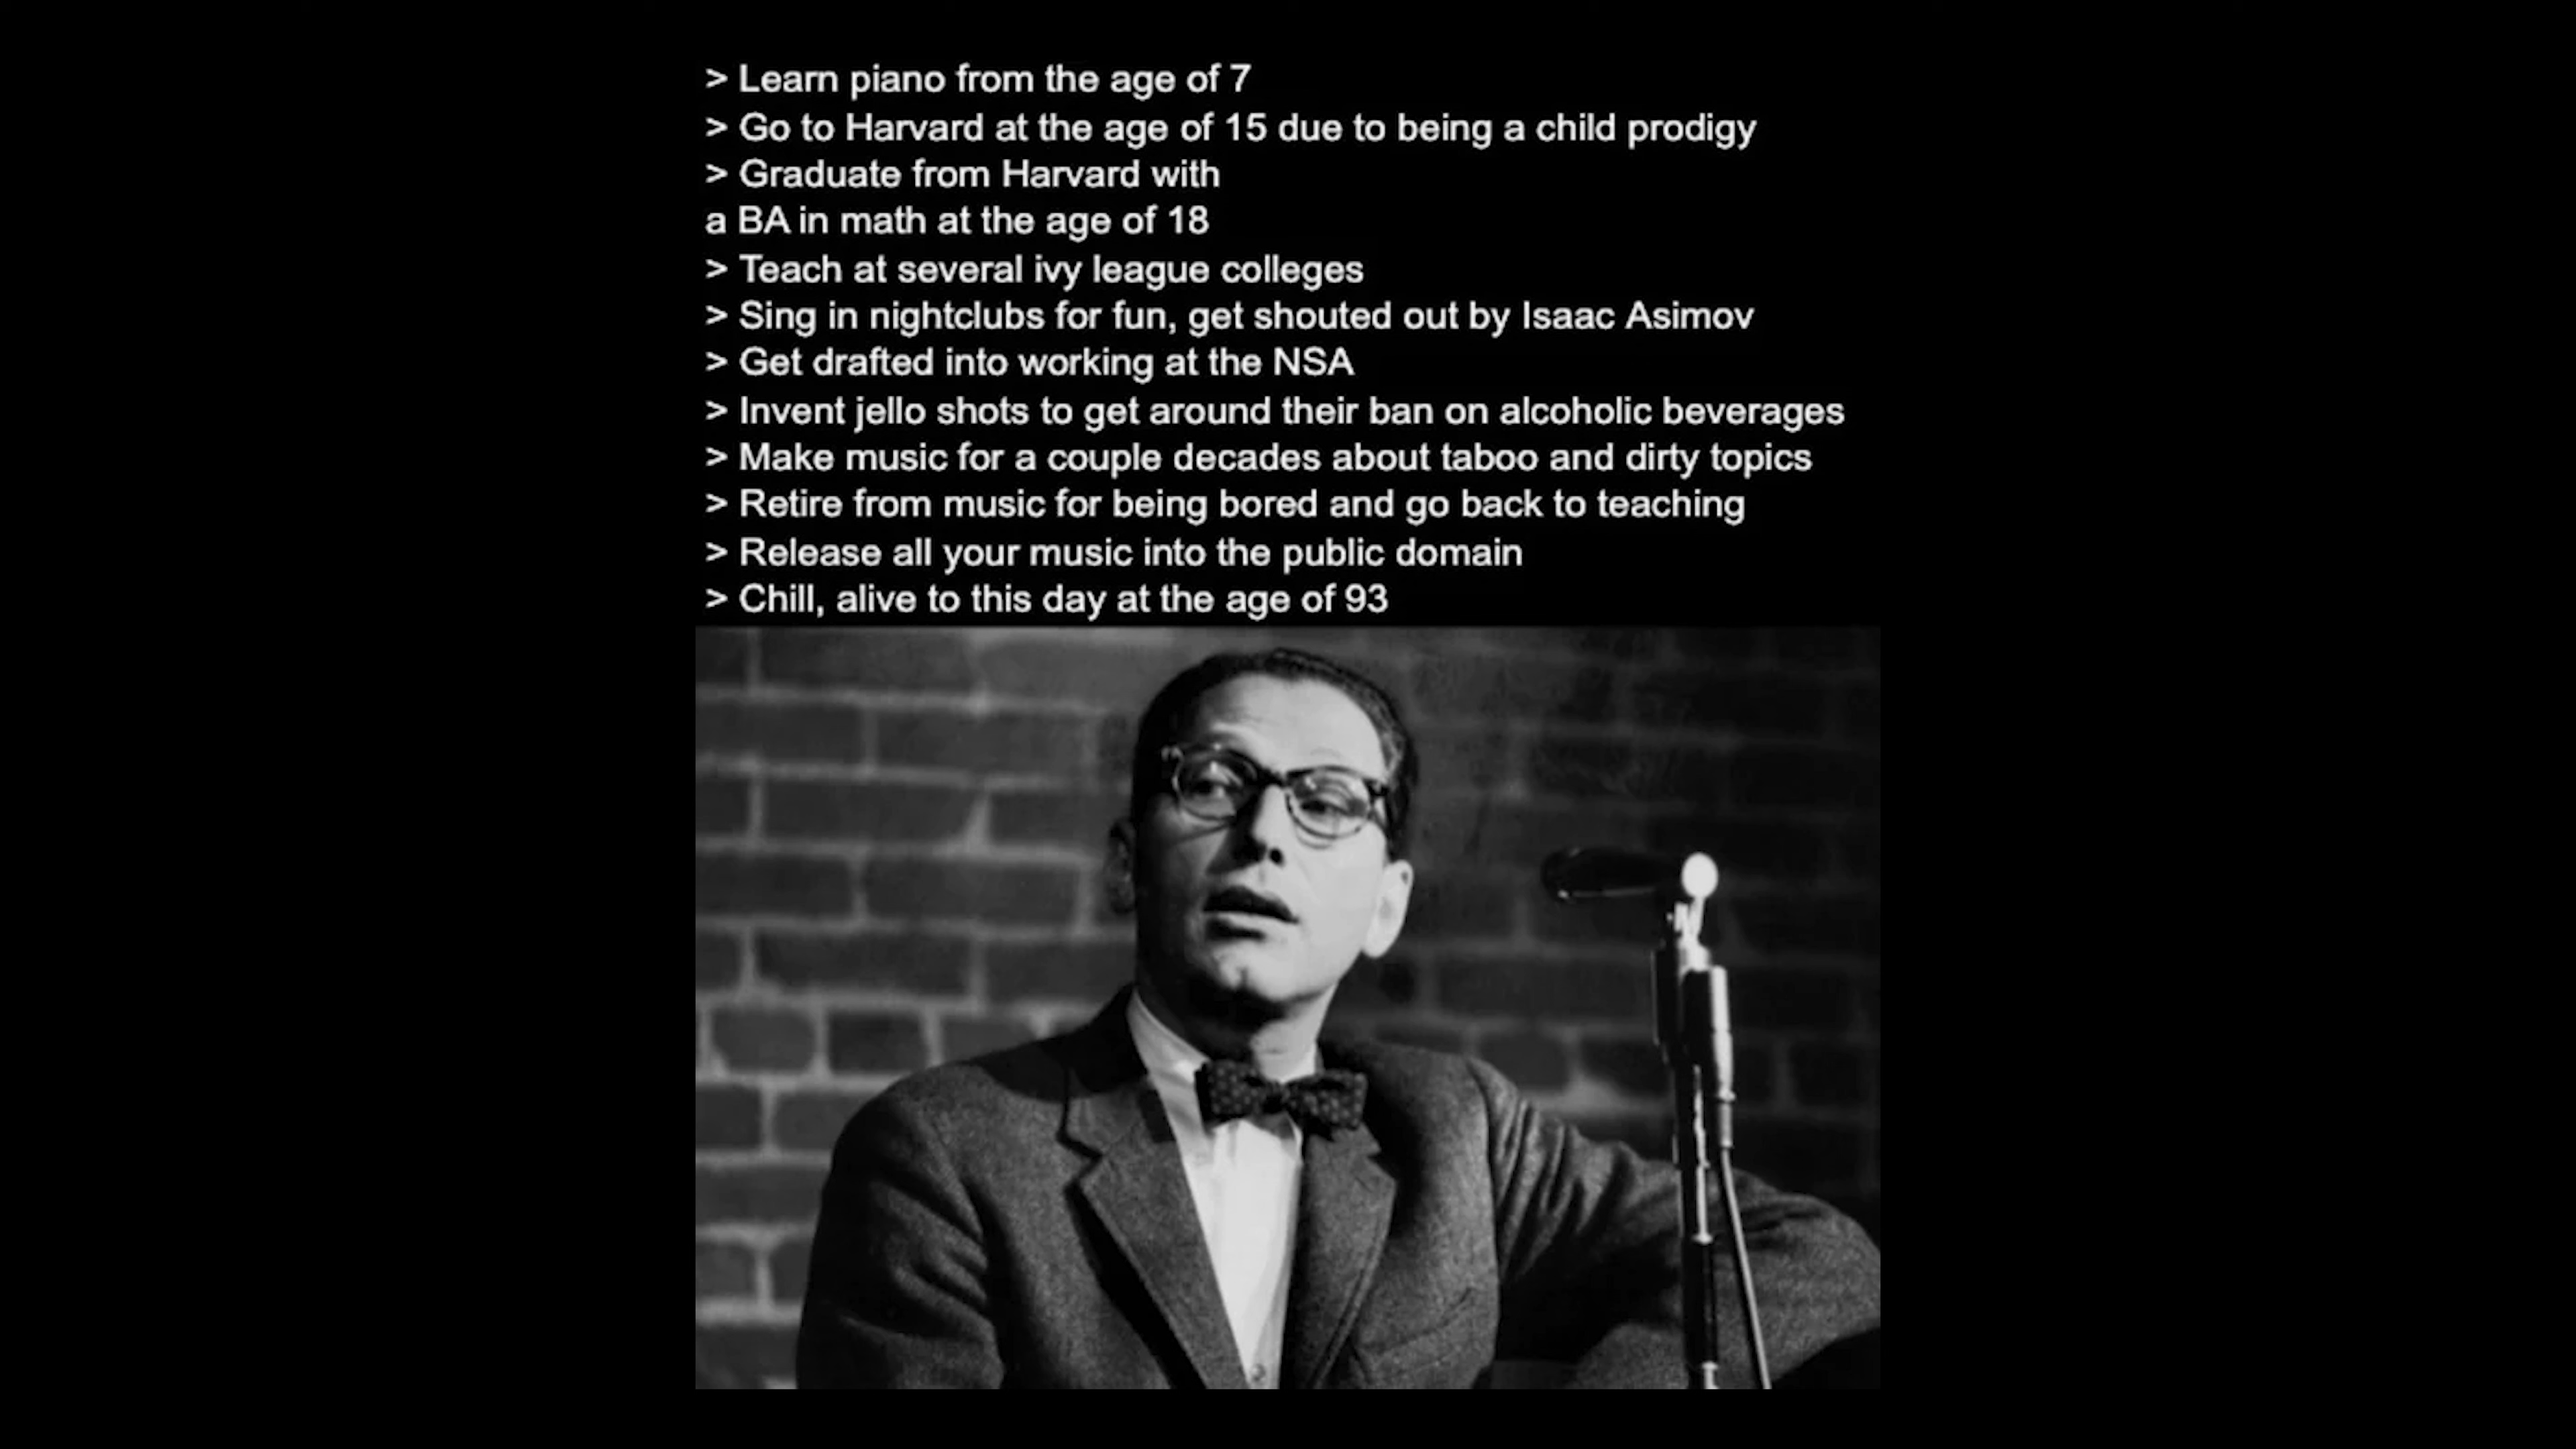 > Learn piano from the age of 7
> Go to Harvard at the age of 15 due to being a child prodigy
> Graduate from Harvard with
a BA in math at the age of 18
> Teach at several ivy league colleges
> Sing in nightclubs for fun, get shouted out by Isaac Asimov
> Get drafted into working at the NSA
> Invent jello shots to get around their ban on alcoholic beverages
> Make music for a couple decades about taboo and dirty topics
> Retire from music for being bored and go back to teaching
> Release all your music into the public domain
> Chill, alive to this day at the age of 93